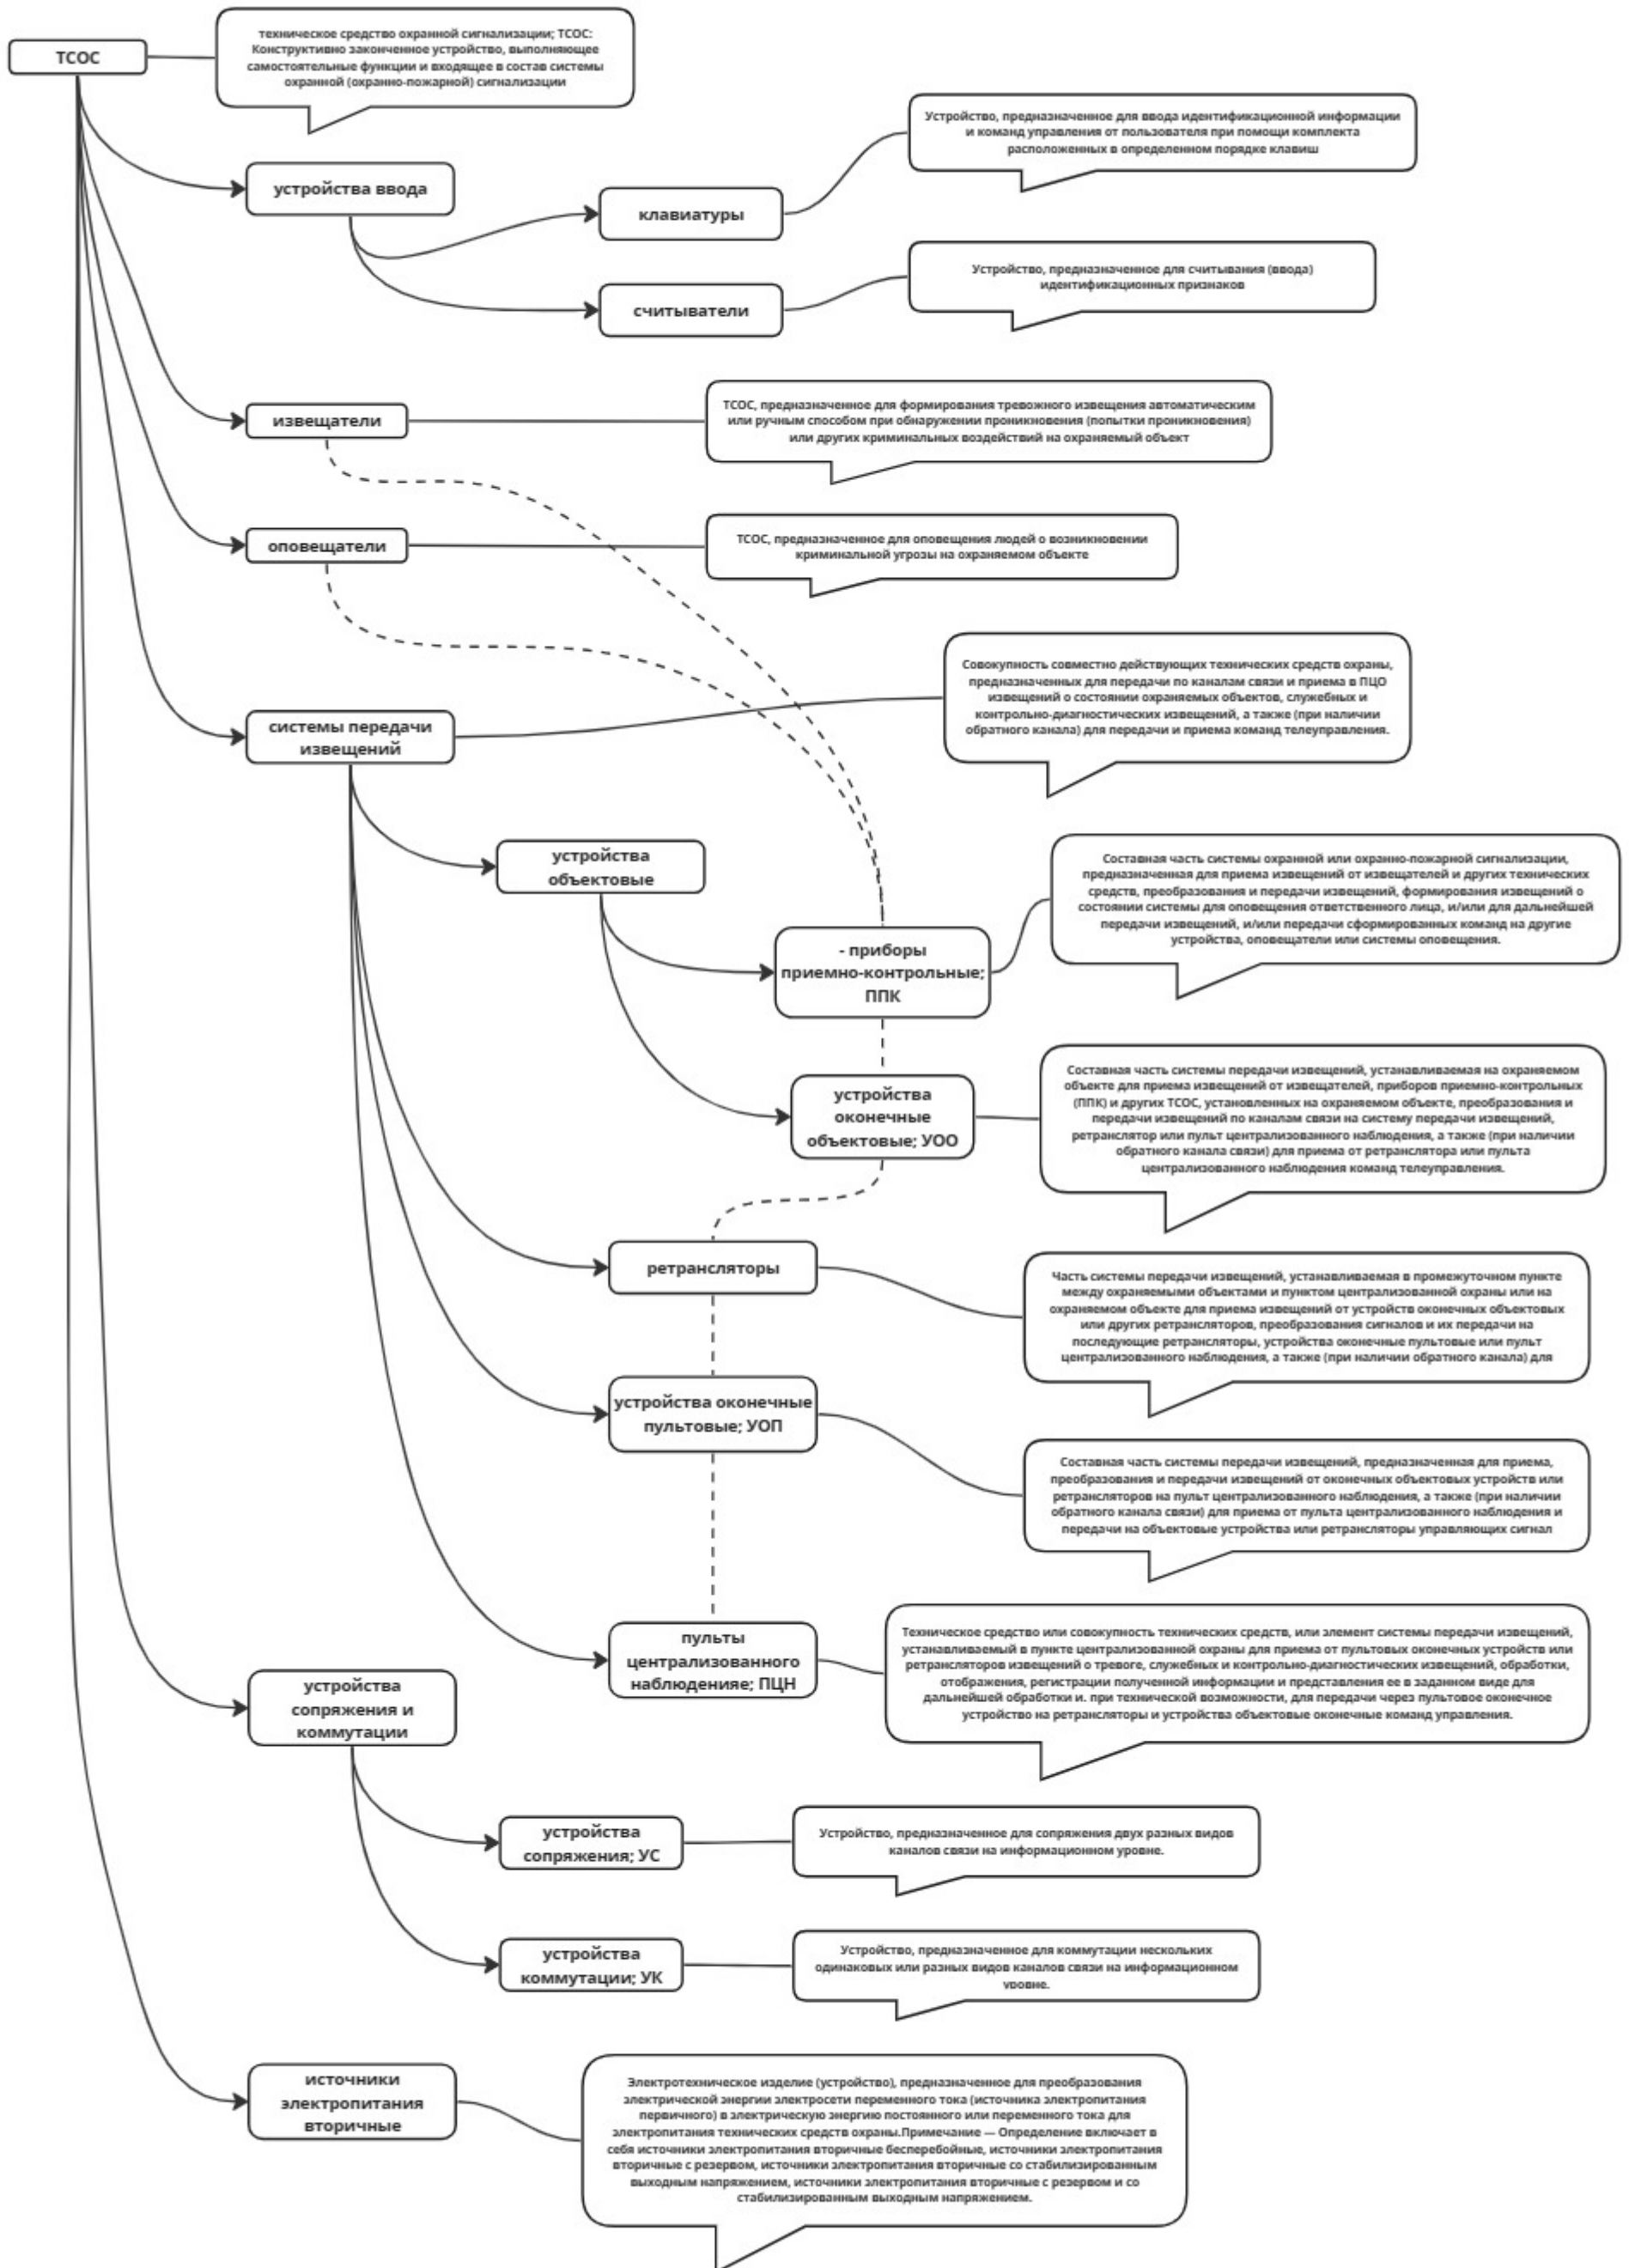 ТСОС
техническое средство охранной сигнализации; ТСОС:
Конструктивно законченное устройство, выполняющее
самостоятельные функции и входящее в состав системы
охранной (охранно-пожарной) сигнализации
устройства ввода
клавиатуры
Устройство, предназначенное для ввода идентификационной информации
и команд управления от пользователя при помощи комплекта
расположенных в определенном порядке клавиш
считыватели
Устройство, предназначенное для считывания (ввода)
идентификационных признаков
извещатели
ТСОС, предназначенное для формирования тревожного извещения автоматическим
или ручным способом при обнаружении проникновения (попытки проникновения)
или других криминальных воздействий на охраняемый объект
оповещатели
ТСОС, предназначенное для оповещения людей о возникновении
криминальной угрозы на охраняемом объекте
системы передачи
извещений
Совокупность совместно действующих технических средств охраны,
предназначенных для передачи по каналам связи и приема в ПЦО
извещений о состоянии охраняемых объектов, служебных и
контрольно-диагностических извещений, а также (при наличии
обратного канала) для передачи и приема команд телеуправления.
устройства
объектовые
- приборы
приемно-контрольные;
ППК
Составная часть системы охранной или охранно-пожарной сигнализации,
предназначенная для приема извещений от извещателей и других технических
средств, преобразования и передачи извещений, формирования извещений о
состоянии системы для оповещения ответственного лица, и/или для дальнейшей
передачи извещений, и/или передачи сформированных команд на другие
устройства, оповещатели или системы оповещения.
устройства
оконечные
объектовые; УОО
Составная часть системы передачи извещений, устанавливаемая на охраняемом
объекте для приема извещений от извещателей, приборов приемно-контрольных
(ППК) и других ТСОС, установленных на охраняемом объекте, преобразования и
передачи извещений по каналам связи на систему передачи извещений,
ретранслятор или пульт централизованного наблюдения, а также (при наличии
обратного канала связи) для приема от ретранслятора или пульта
централизованного наблюдения команд телеуправления.
ретрансляторы
Часть системы передачи извещений, устанавливаемая в промежуточном пункте
между охраняемыми объектами и пунктом централизованной охраны или на
охраняемом объекте для приема извещений от устройств оконечных объектовых
или других ретрансляторов, преобразования сигналов и их передачи на
последующие ретрансляторы, устройства оконечные пультовые или пульт
централизованного наблюдения, а также (при наличии обратного канала) для
устройства оконечные
пультовые; УОП
Составная часть системы передачи извещений, предназначенная для приема,
преобразования и передачи извещений от оконечных объектовых устройств или
ретрансляторов на пульт централизованного наблюдения, а также (при наличии
обратного канала связи) для приема от пульта централизованного наблюдения и
передачи на объектовые устройства или ретрансляторы управляющих сигнал
пульты
централизованного
наблюденияе; ПЦН
Техническое средство или совокупность технических средств, или элемент системы передачи извещений,
устанавливаемый в пункте централизованной охраны для приема от пультовых оконечных устройств или
ретрансляторов извещений о тревоге, служебных и контрольно-диагностических извещений, обработки,
отображения, регистрации полученной информации и представления ее в заданном виде для
дальнейшей обработки и. при технической возможности, для передачи через пультовое оконечное
устройство на ретрансляторы и устройства объектовые оконечные команд управления.
устройства
сопряжения и
коммутации
устройства
сопряжения; УС
Устройство, предназначенное для сопряжения двух разных видов
каналов связи на информационном уровне.
устройства
коммутации; УК
Устройство, предназначенное для коммутации нескольких
одинаковых или разных видов каналов связи на информационном
уровне.
источники
электропитания
вторичные
Электротехническое изделие (устройство), предназначенное для преобразования
электрической энергии электросети переменного тока (источника электропитания
первичного) в электрическую энергию постоянного или переменного тока для
электропитания технических средств охраны.Примечание — Определение включает в
себя источники электропитания вторичные бесперебойные, источники электропитания
вторичные с резервом, источники электропитания вторичные со стабилизированным
выходным напряжением, источники электропитания вторичные с резервом и со
стабилизированным выходным напряжением.